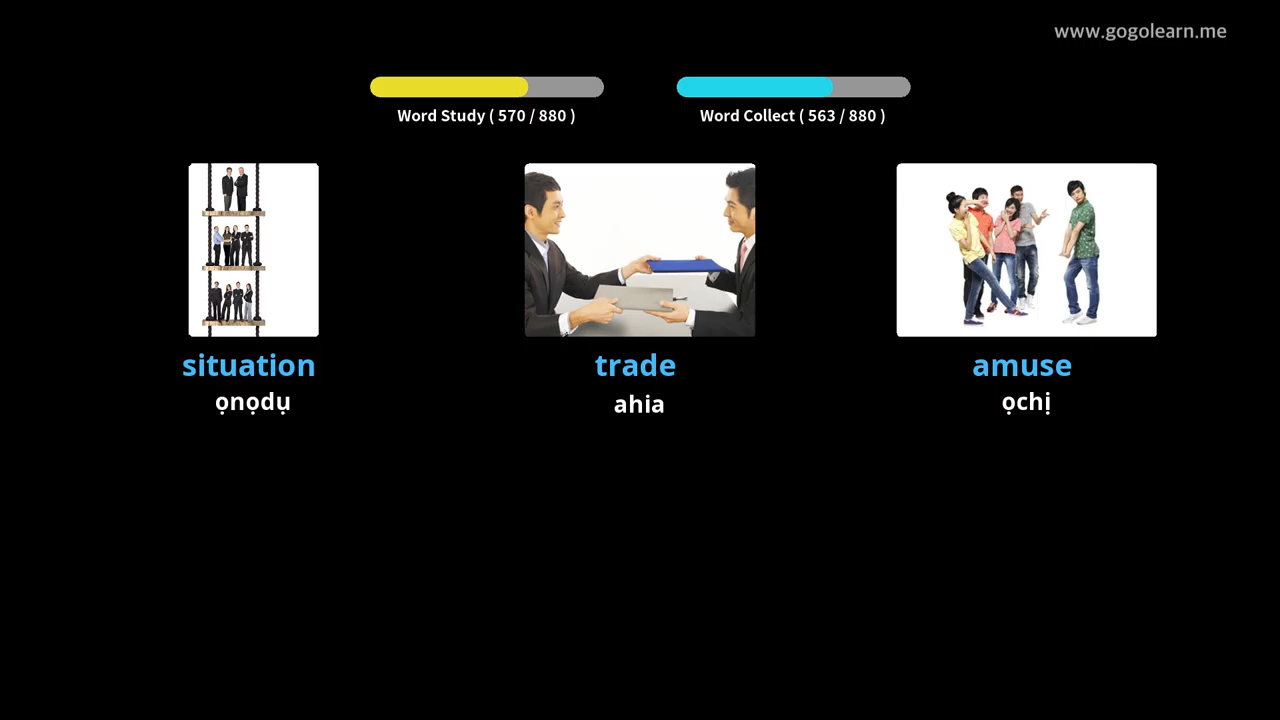 www.gogolearn.me
Word Study ( 570 / 880 )
Word Collect ( 563 / 880 )
situation
ọnọdụ
trade
ahia
amuse
ọchị